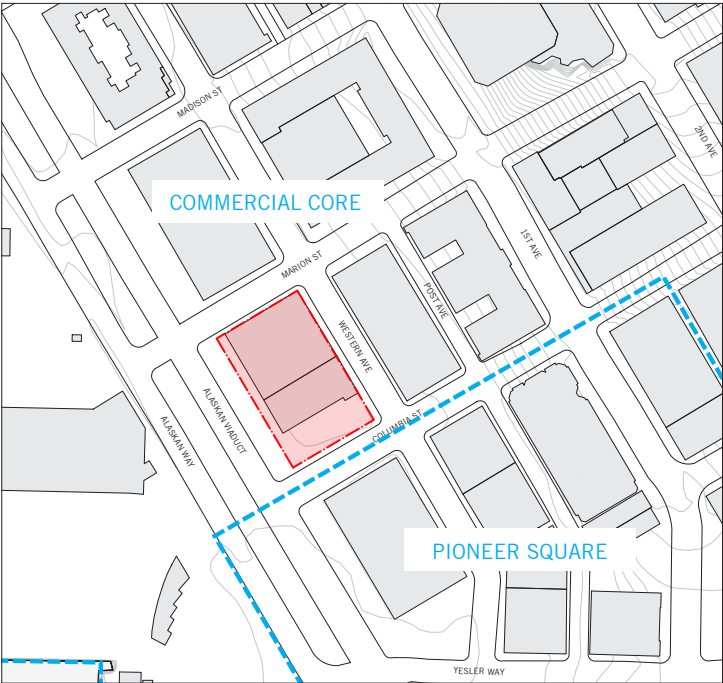 MADISON ST
2ND AVE
COMMERCIAL CORE
1ST AVE
MARION ST
POST AVE
WESTERN AVE
ALASKAN VIADUCT
ALASKAN WAY
COLUMBIA ST
PIONEER SQUARE
YESLER WAY